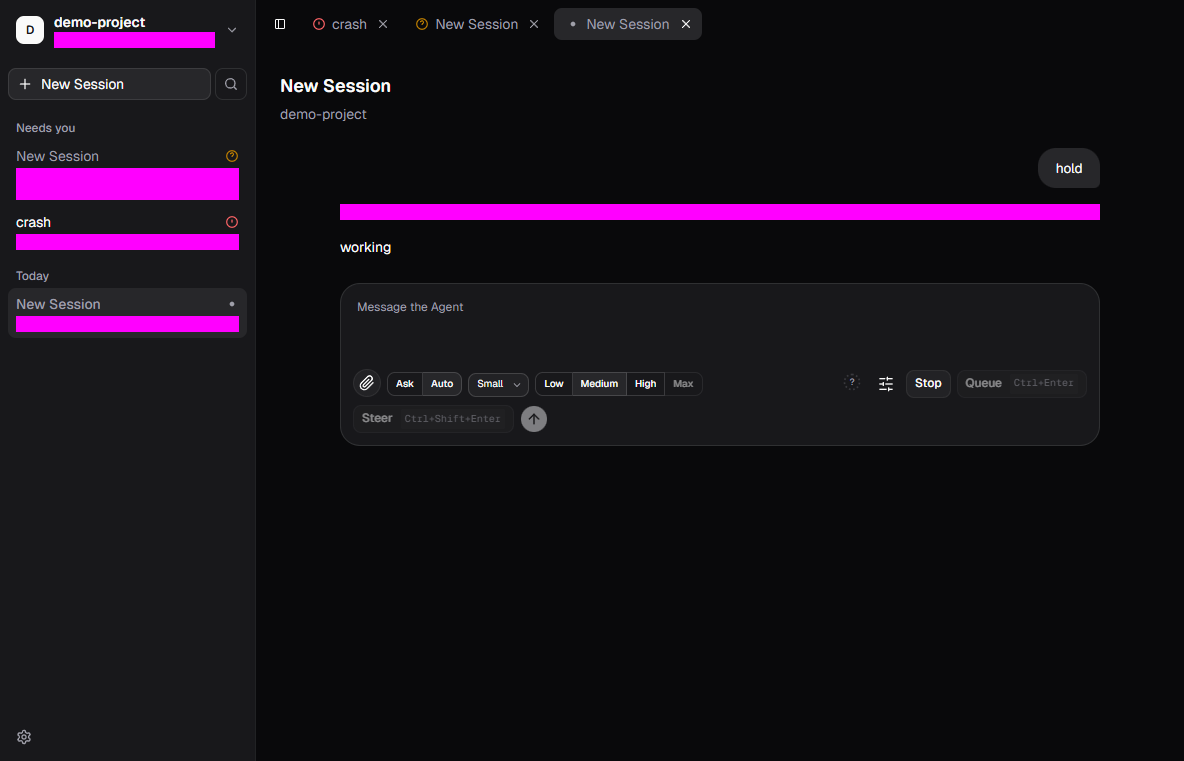 D
demo-project
New Session
Needs you
New Session
crash
Today
New Session
crash
New Session
New Session
New Session
demo-project
hold
working
Message the Agent
Ask Auto Small Low Medium High Max ? Stop Queue Ctrl+Enter
Steer Ctrl+Shift+Enter